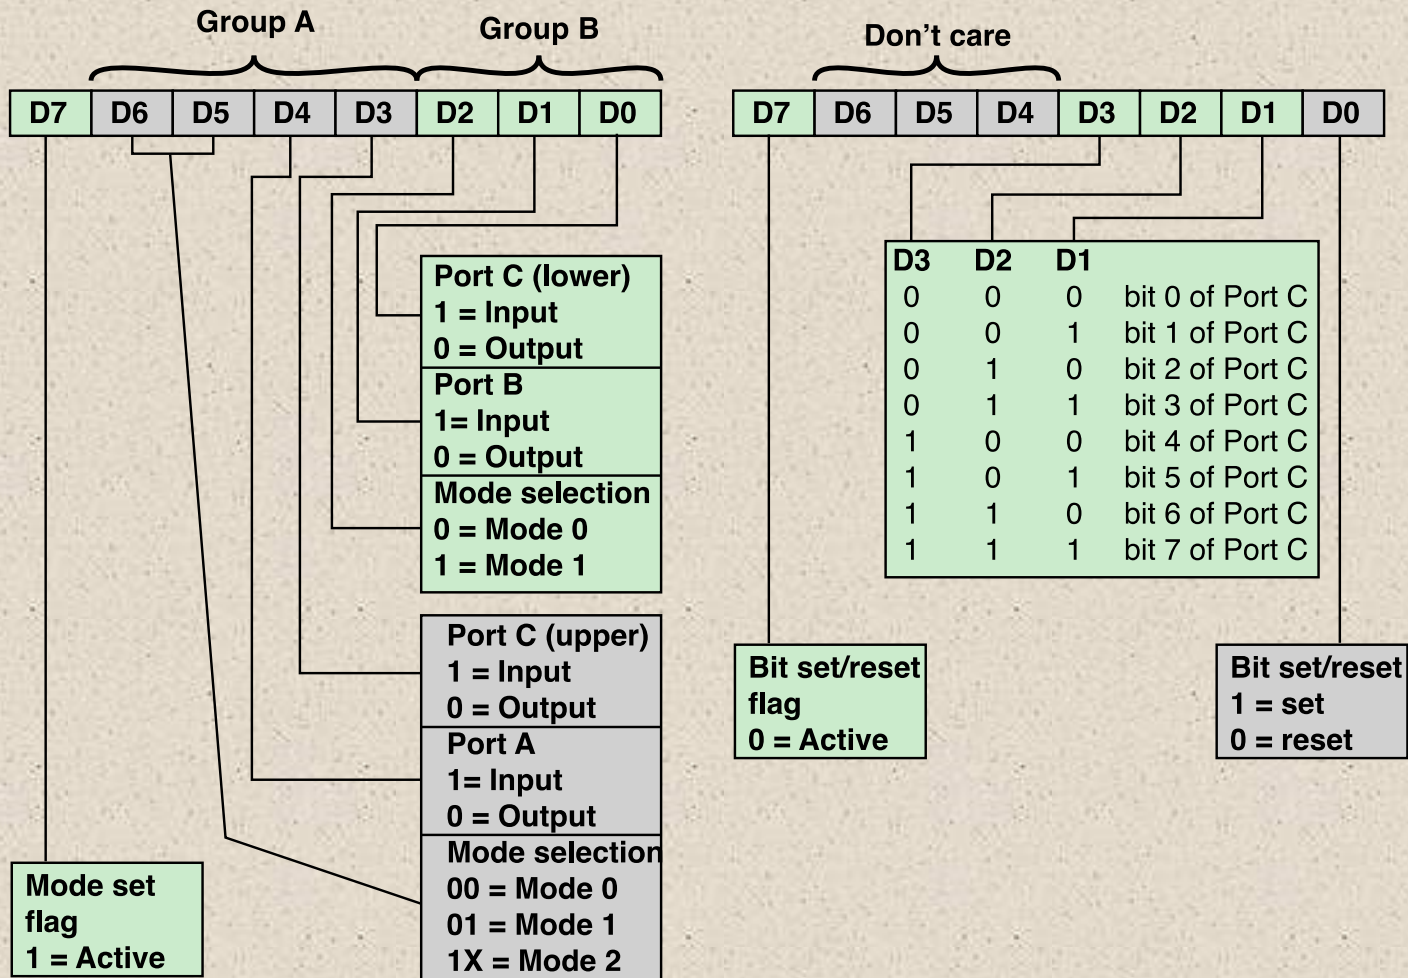 Group A
Group B
D7 D6 D5 D4 D3 D2 D1 D0
Port C (lower)
1 = Input
0 = Output
Port B
1= Input
0 = Output
Mode selection
0 = Mode 0
1 = Mode 1
Port C (upper)
1 = Input
0 = Output
Port A
1= Input
0 = Output
Mode selection
00 = Mode 0
01 = Mode 1
1X = Mode 2
Mode set
flag
1 = Active
Don't care
D7 D6 D5 D4 D3 D2 D1 D0
D3 D2 D1
0 0 0 bit 0 of Port C
0 0 1 bit 1 of Port C
0 1 0 bit 2 of Port C
0 1 1 bit 3 of Port C
1 0 0 bit 4 of Port C
1 0 1 bit 5 of Port C
1 1 0 bit 6 of Port C
1 1 1 bit 7 of Port C
Bit set/reset
flag
0 = Active
Bit set/reset
1 = set
0 = reset